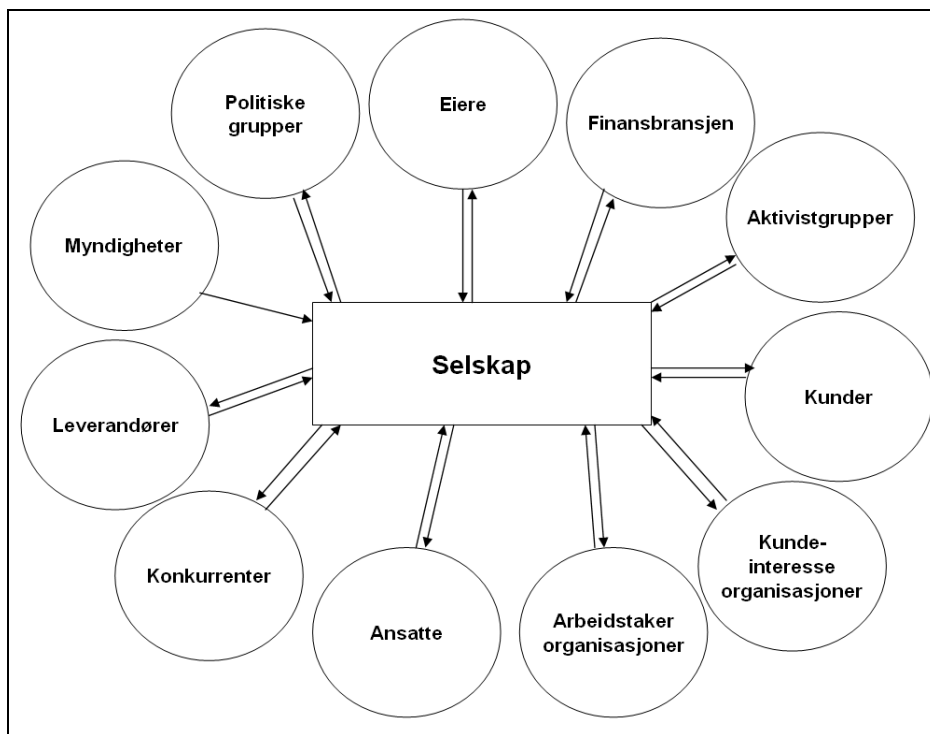 Politiske
grupper
Eiere
Finansbransjen
Myndigheter
Aktivistgrupper
Selskap
Leverandører
Kunder
Konkurrenter
Ansatte
Arbeidstaker
organisasjoner
Kunde-
interesse
organisasjoner